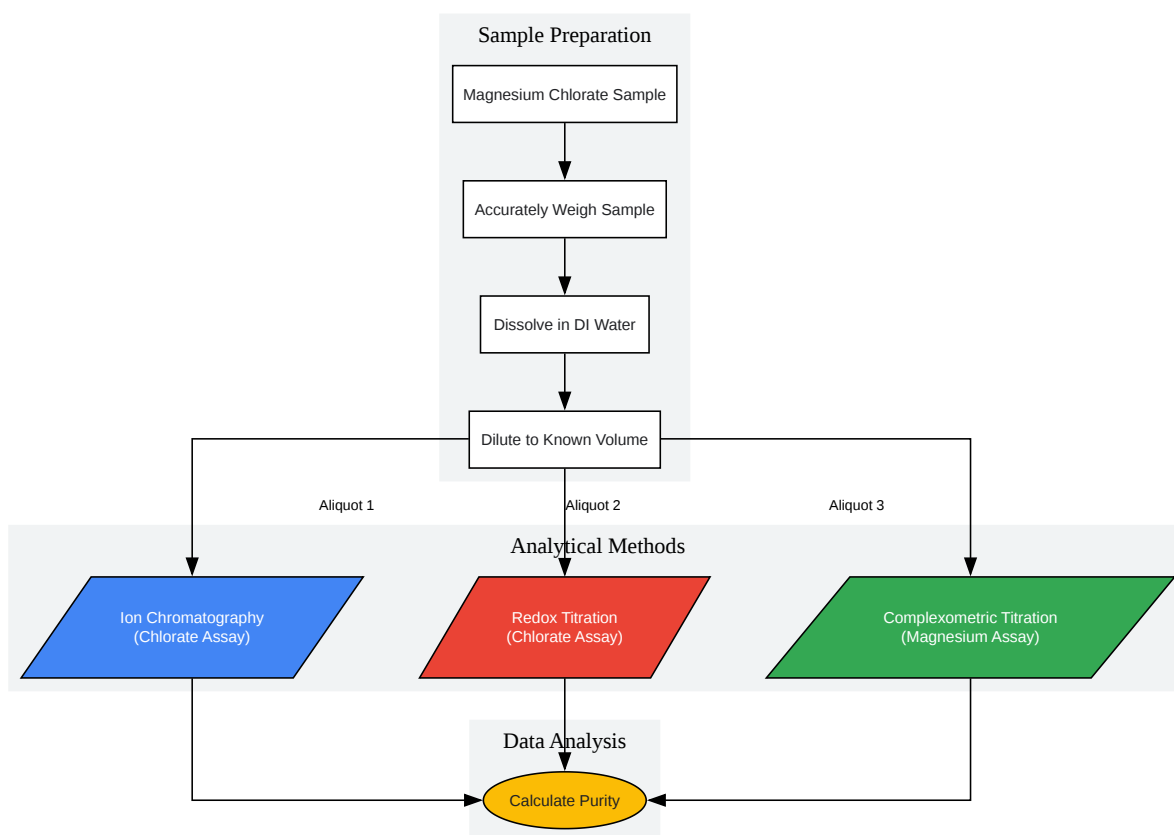 Sample Preparation
Magnesium Chlorate Sample
Accurately Weigh Sample
Dissolve in DI Water
Dilute to Known Volume
Aliquot 1
Aliquot 2
Aliquot 3
Analytical Methods
Ion Chromatography
(Chlorate Assay)
Redox Titration
(Chlorate Assay)
Complexometric Titration
(Magnesium Assay)
Data Analysis
Calculate Purity